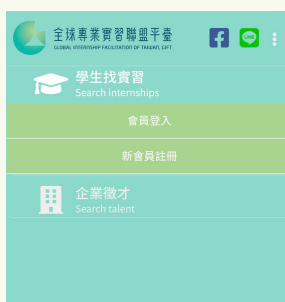 全球專業實習聯盟平臺
GLOBAL INTERNSHIP FACILITATION OF TAIWAN, GIFT
LINE
學生找實習
Search internships
會員登入
新會員註冊
企業徵才
Search talent